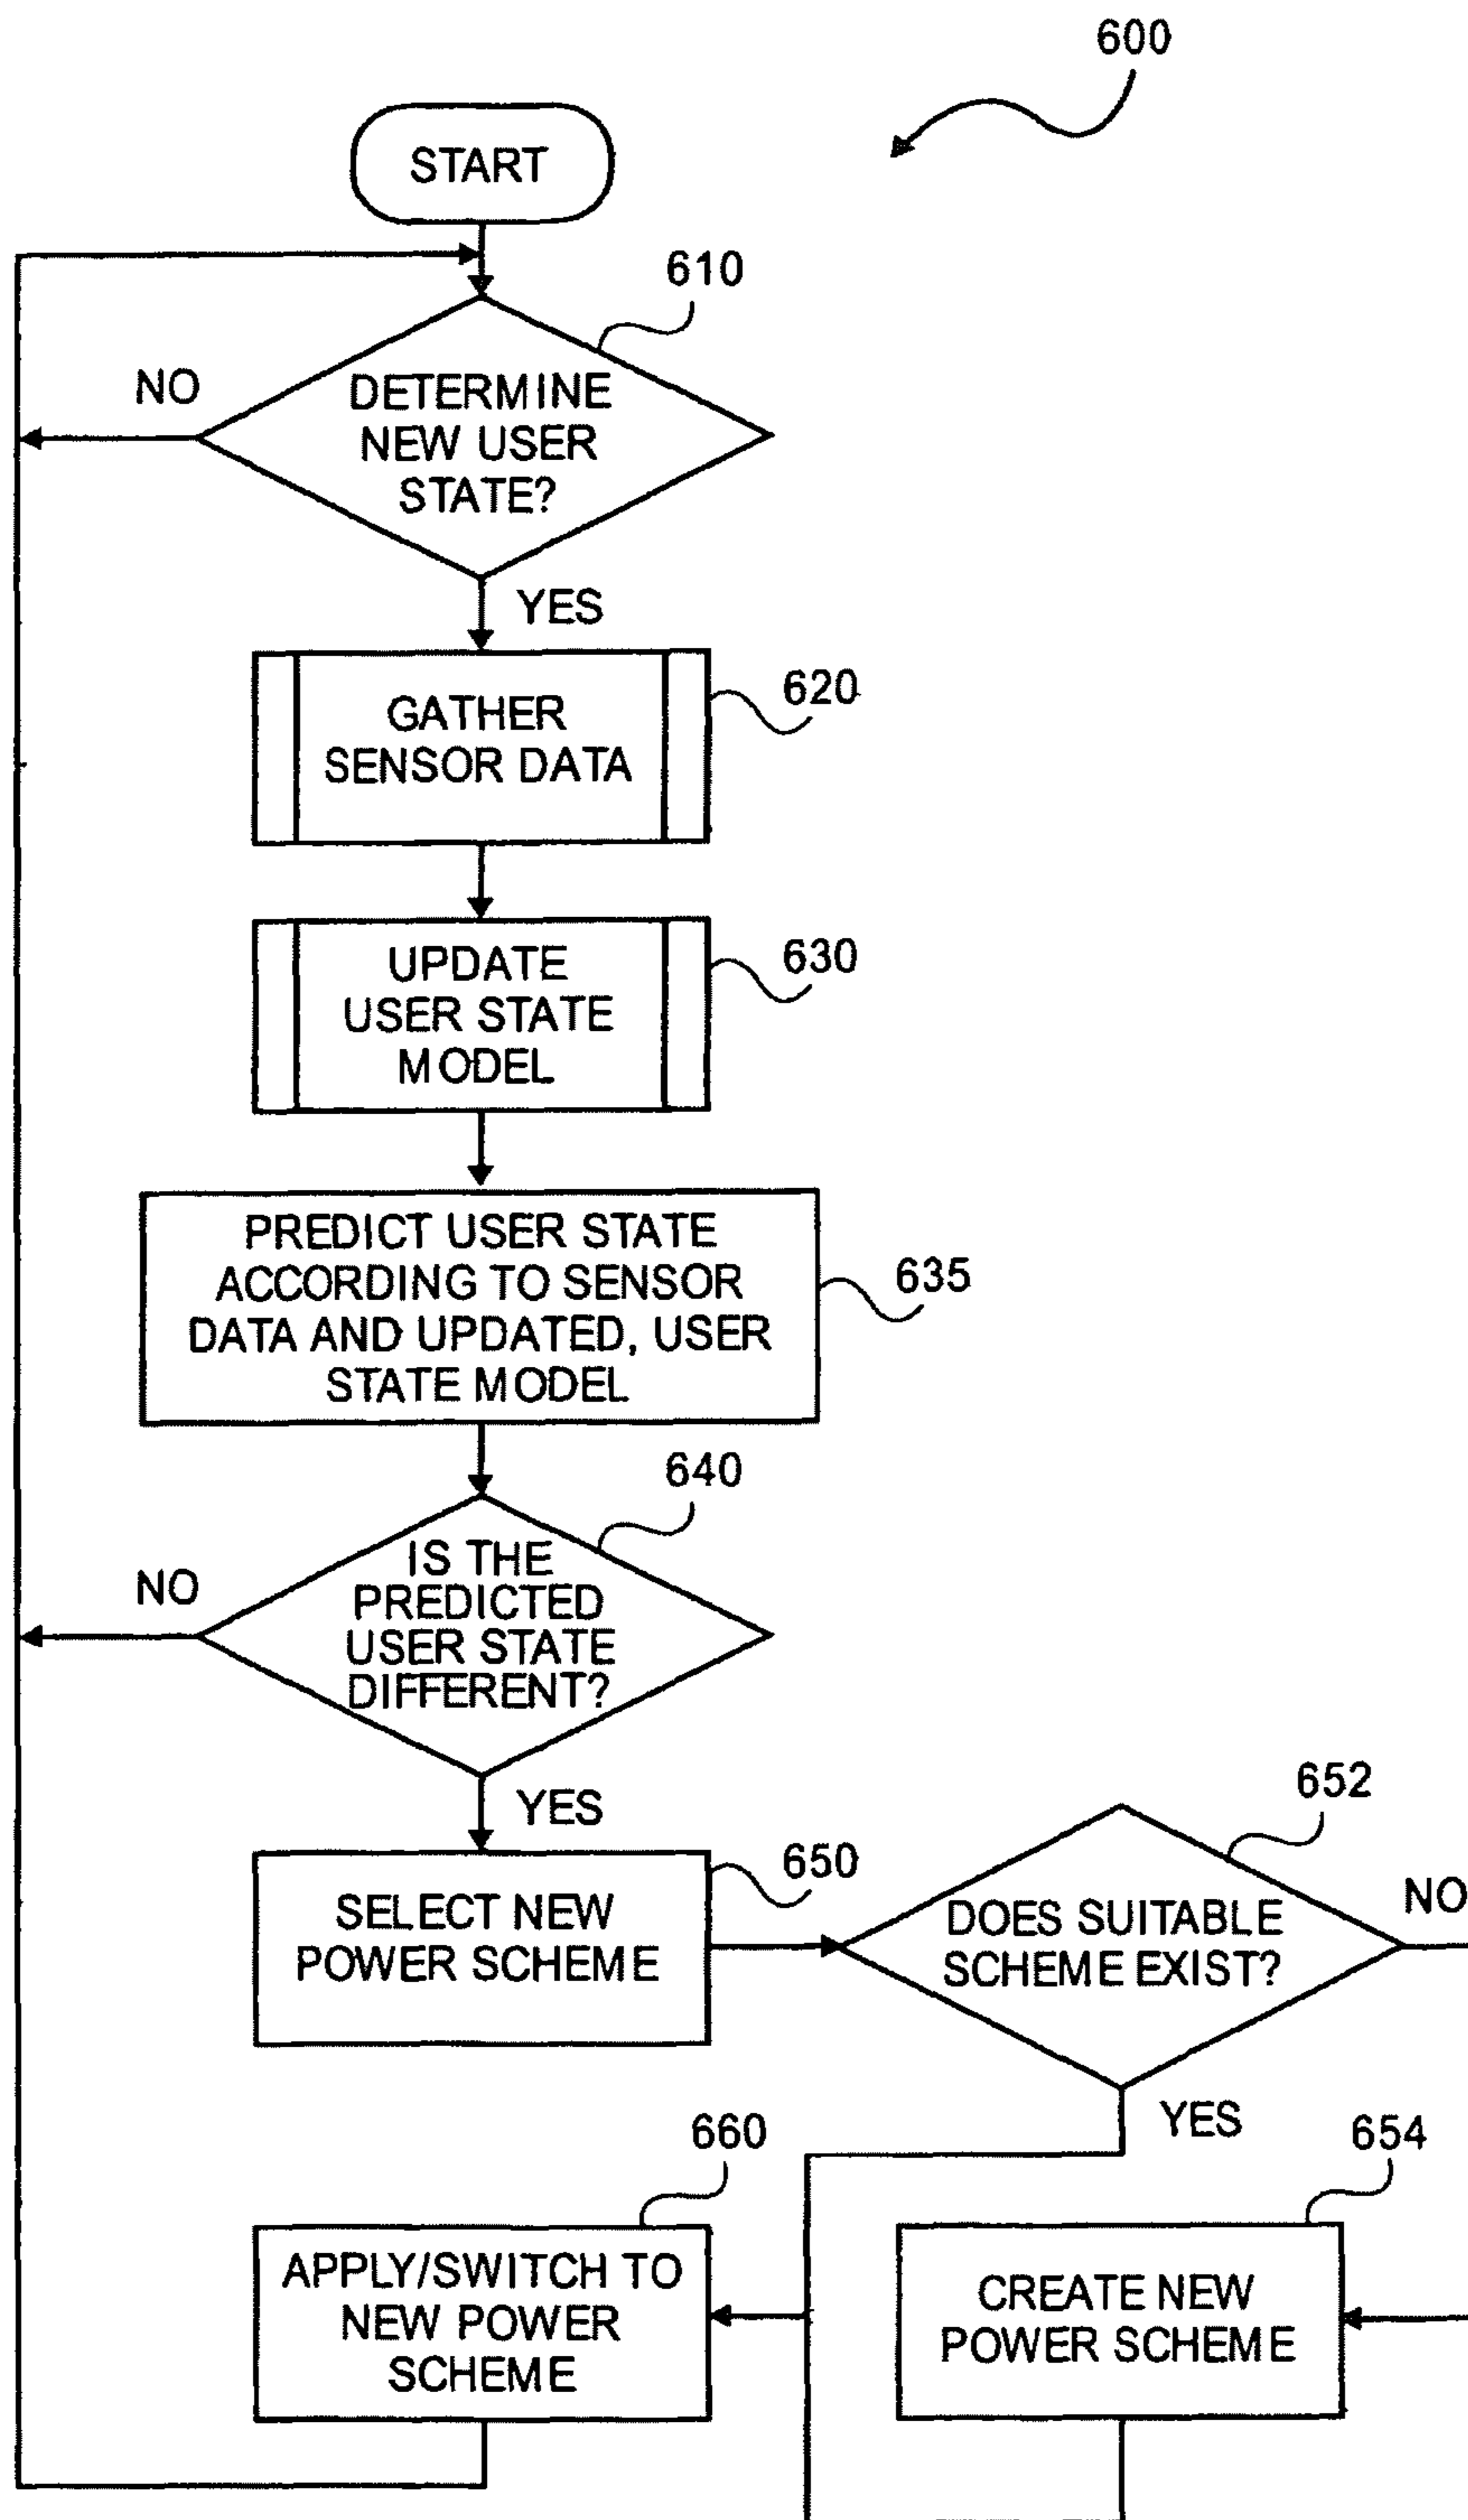 600
START
610
NO
DETERMINE
NEW USER
STATE?
YES
620
GATHER
SENSOR DATA
630
UPDATE
USER STATE
MODEL
635
PREDICT USER STATE
ACCORDING TO SENSOR
DATA AND UPDATED, USER
STATE MODEL
640
NO
IS THE
PREDICTED
USER STATE
DIFFERENT?
YES
650
SELECT NEW
POWER SCHEME
652
DOES SUITABLE
SCHEME EXIST?
NO
YES
660
APPLY/SWITCH TO
NEW POWER
SCHEME
654
CREATE NEW
POWER SCHEME